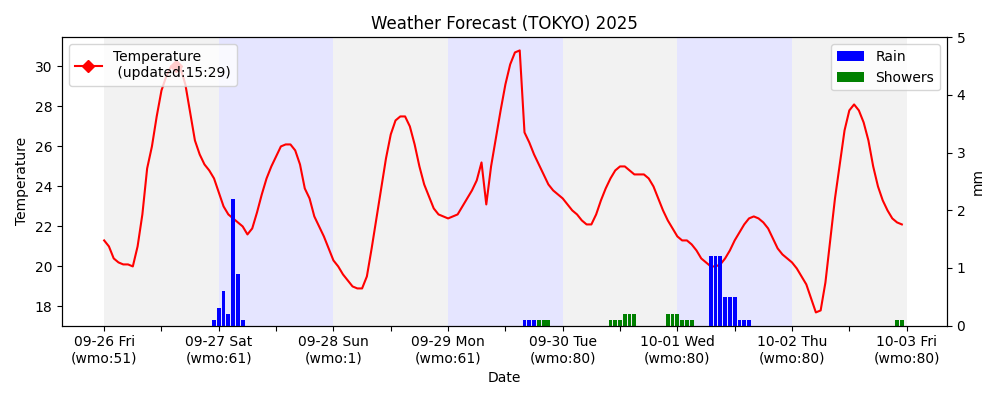 Weather Forecast (TOKYO) 2025
Temperature
(updated:15:29)
Rain
Showers
30
28
26
24
22
20
18
Temperature
5
4
3
2
1
0
mm
09-26 Fri 09-27 Sat 09-28 Sun 09-29 Mon 09-30 Tue 10-01 Wed 10-02 Thu 10-03 Fri
(wmo:51) (wmo:61) (wmo:1) (wmo:61) (wmo:80) (wmo:80) (wmo:80) (wmo:80)
Date